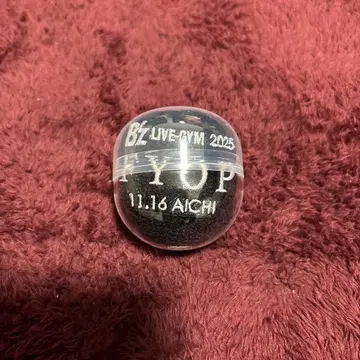 B'z LIVE-GYM 2025
FYOP
11.16 AICHI